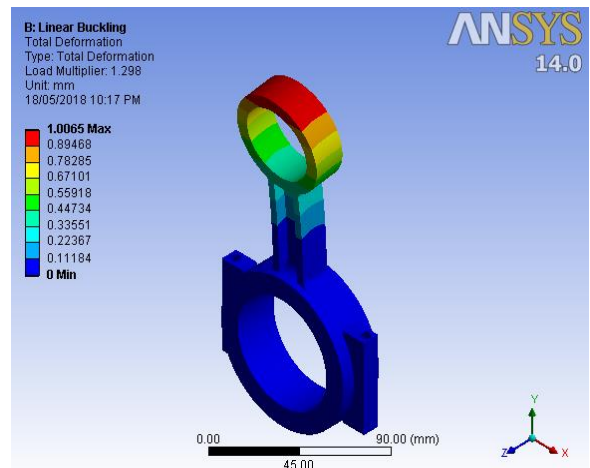 B: Linear Buckling
Total Deformation
Type: Total Deformation
Load Multiplier: 1.298
Unit: mm
18/05/2018 10:17 PM
ANSYS
14.0
1.0065 Max
0.89468
0.78285
0.67101
0.55918
0.44734
0.33551
0.22367
0.11184
0 Min
0.00
90.00 (mm)
45.00
Y
Z
X